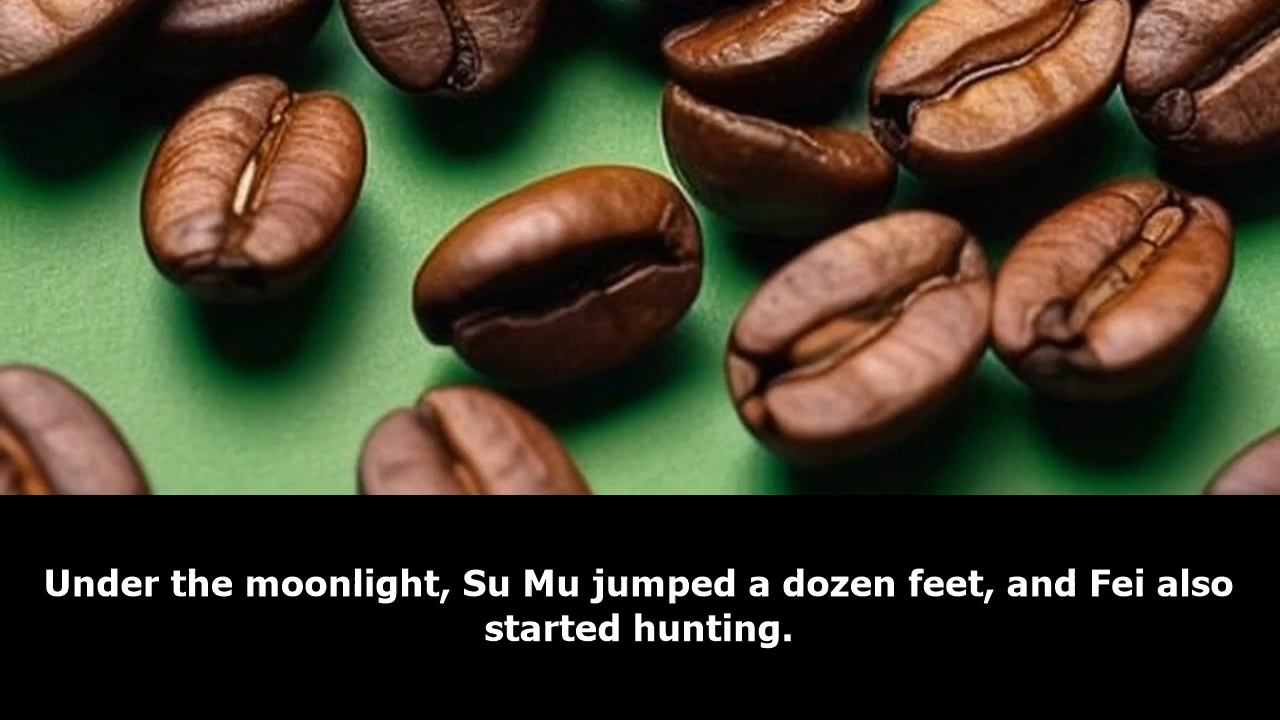 Under the moonlight, Su Mu jumped a dozen feet, and Fei also
started hunting.